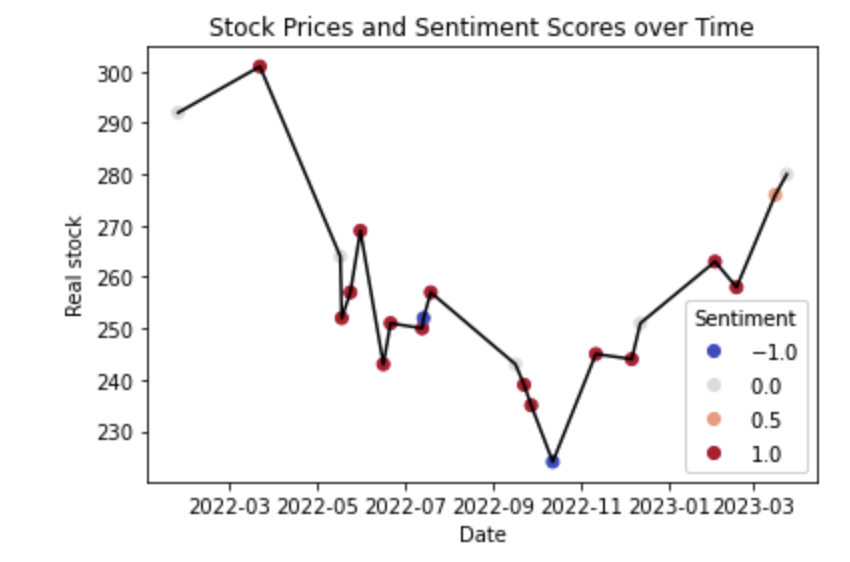 Stock Prices and Sentiment Scores over Time
300
290
280
270
260
250
240
230
Real stock
Sentiment
−1.0
0.0
0.5
1.0
2022-03 2022-05 2022-07 2022-09 2022-11 2023-01 2023-03
Date